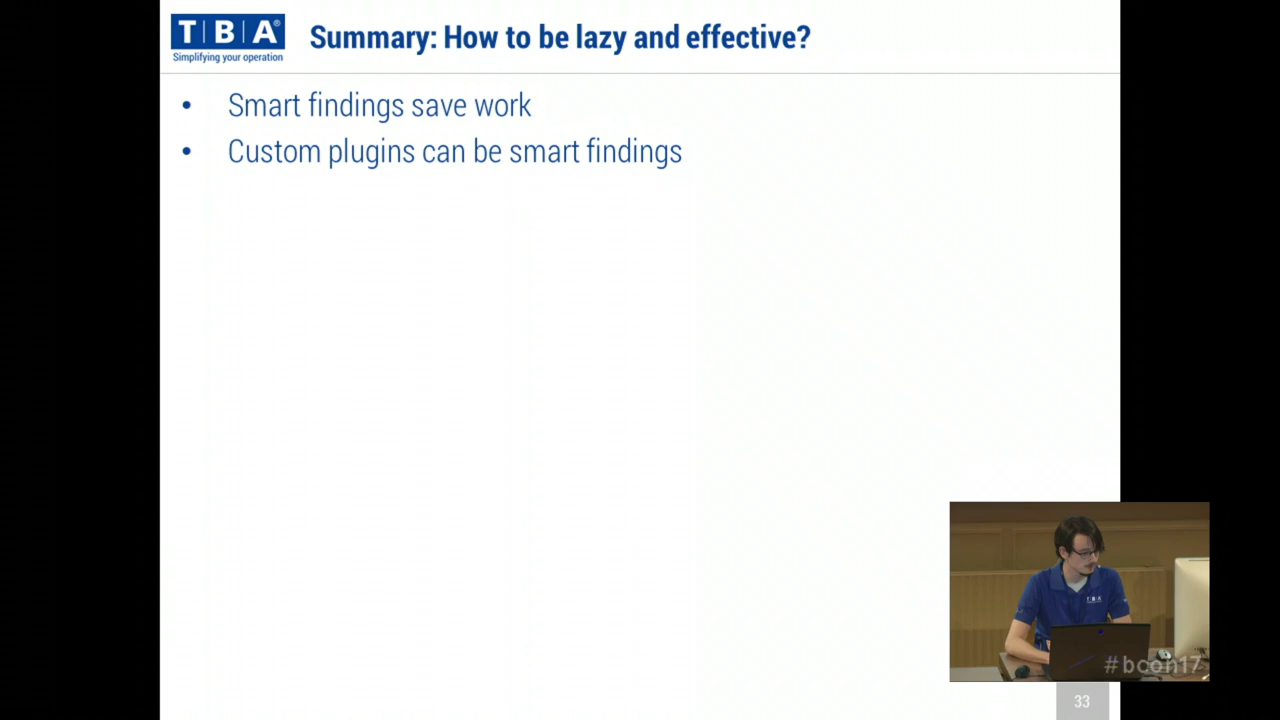 T|B|A®
Simplifying your operation
Summary: How to be lazy and effective?
• Smart findings save work
• Custom plugins can be smart findings
T B A
#bcon17
33